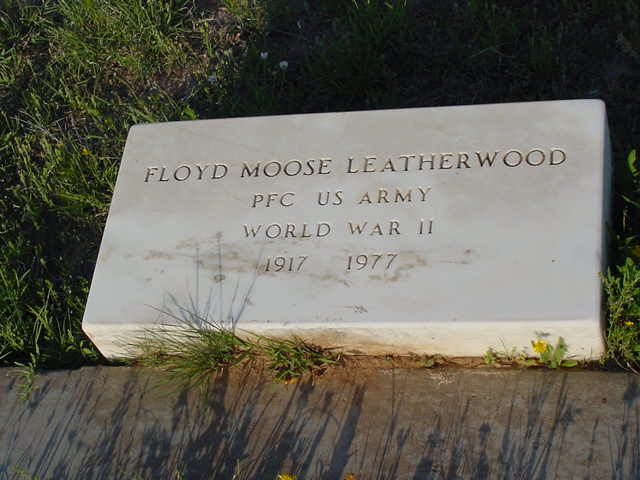 FLOYD MOOSE LEATHERWOOD
PFC US ARMY
WORLD WAR II
1917 1977